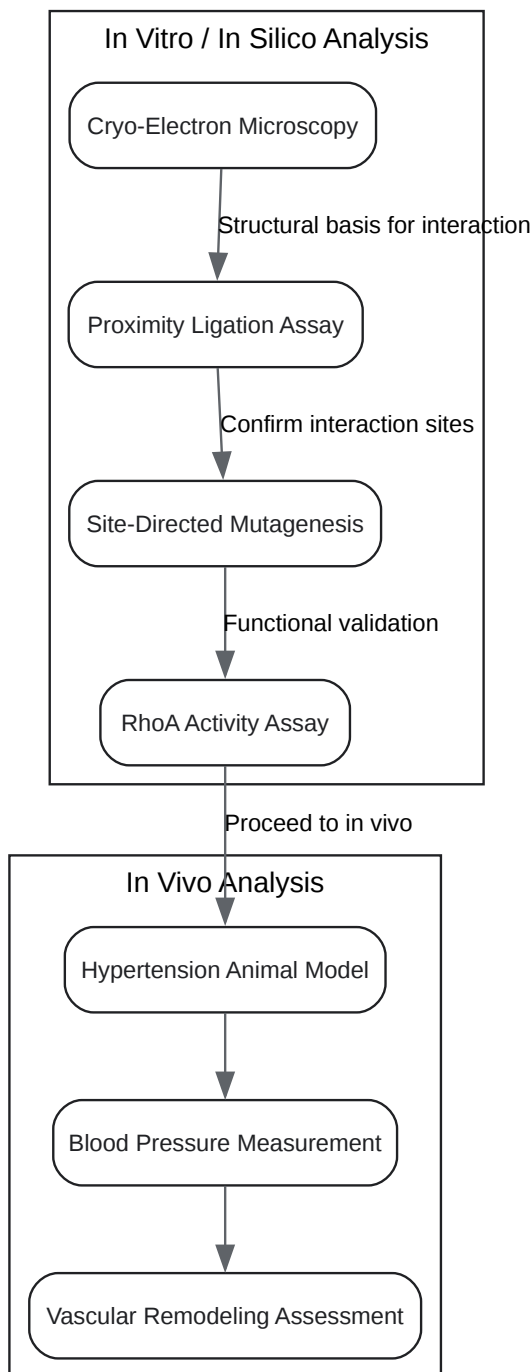 In Vitro / In Silico Analysis
Cryo-Electron Microscopy
Structural basis for interaction
Proximity Ligation Assay
Confirm interaction sites
Site-Directed Mutagenesis
Functional validation
RhoA Activity Assay
Proceed to in vivo
In Vivo Analysis
Hypertension Animal Model
Blood Pressure Measurement
Vascular Remodeling Assessment